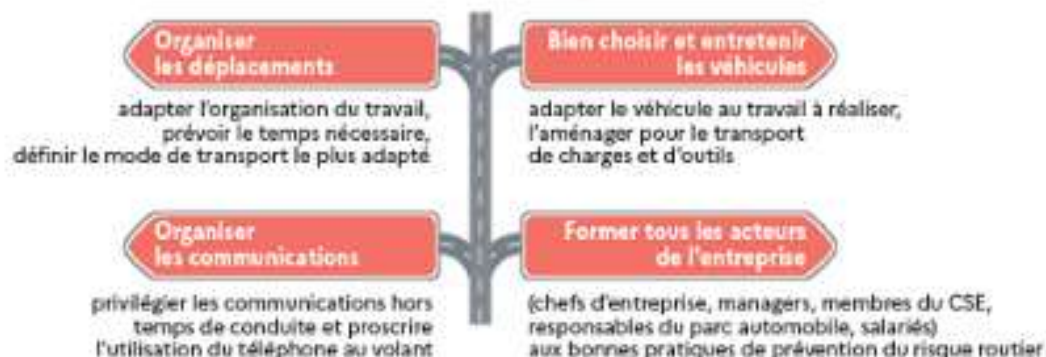 Organiser
les déplacements
adapter l'organisation du travail,
prévoir le temps nécessaire,
définir le mode de transport le plus adapté
Bien choisir et entretenir
les véhicules
adapter le véhicule au travail à réaliser,
l'aménager pour le transport
de charges et d'outils
Organiser
les communications
privilégier les communications hors
temps de conduite et proscrire
l'utilisation du téléphone au volant
Former tous les acteurs
de l'entreprise
(chefs d'entreprise, managers, membres du CSE,
responsables du parc automobile, salariés)
aux bonnes pratiques de prévention du risque routier